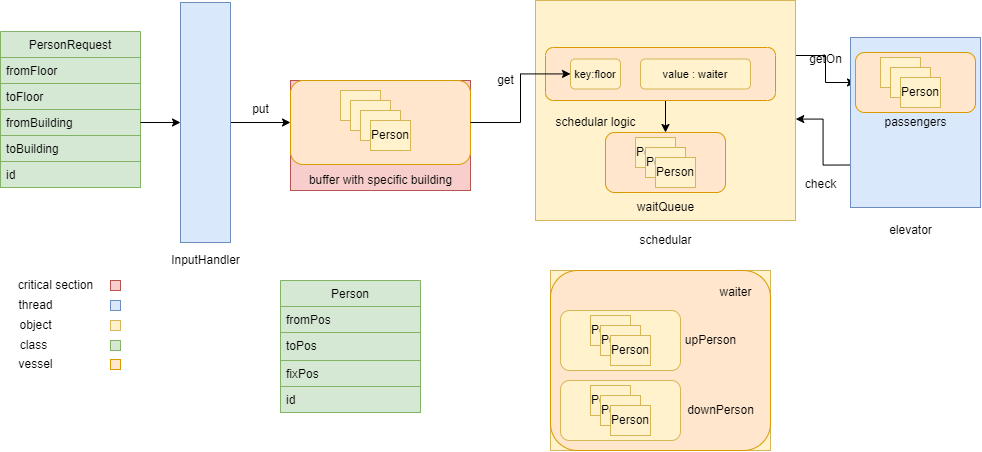 PersonRequest
fromFloor
toFloor
fromBuilding
toBuilding
id
InputHandler
put
Person
buffer with specific building
get
key:floor
value : waiter
schedular logic
P
Person
waitQueue
schedular
getOn
check
Person
passengers
elevator
critical section
thread
object
class
vessel
Person
fromPos
toPos
fixPos
id
waiter
Pe
Person
upPerson
Pe
Person
downPerson